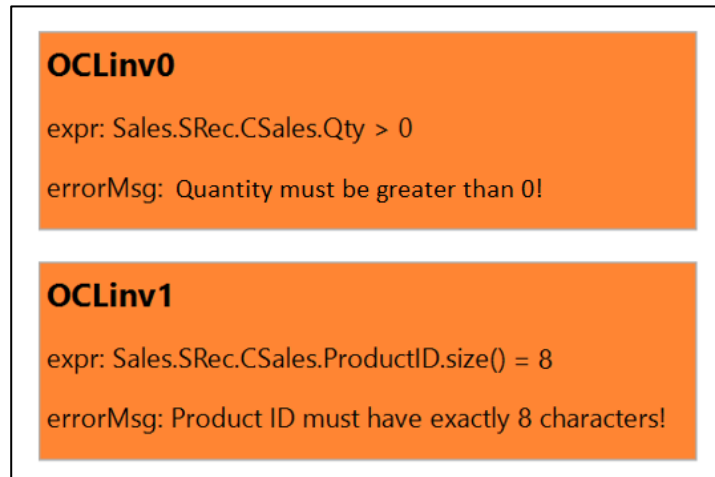 OCLinv0
expr: Sales.SRec.CSales.Qty > 0
errorMsg: Quantity must be greater than 0!
OCLinv1
expr: Sales.SRec.CSales.ProductID.size() = 8
errorMsg: Product ID must have exactly 8 characters!